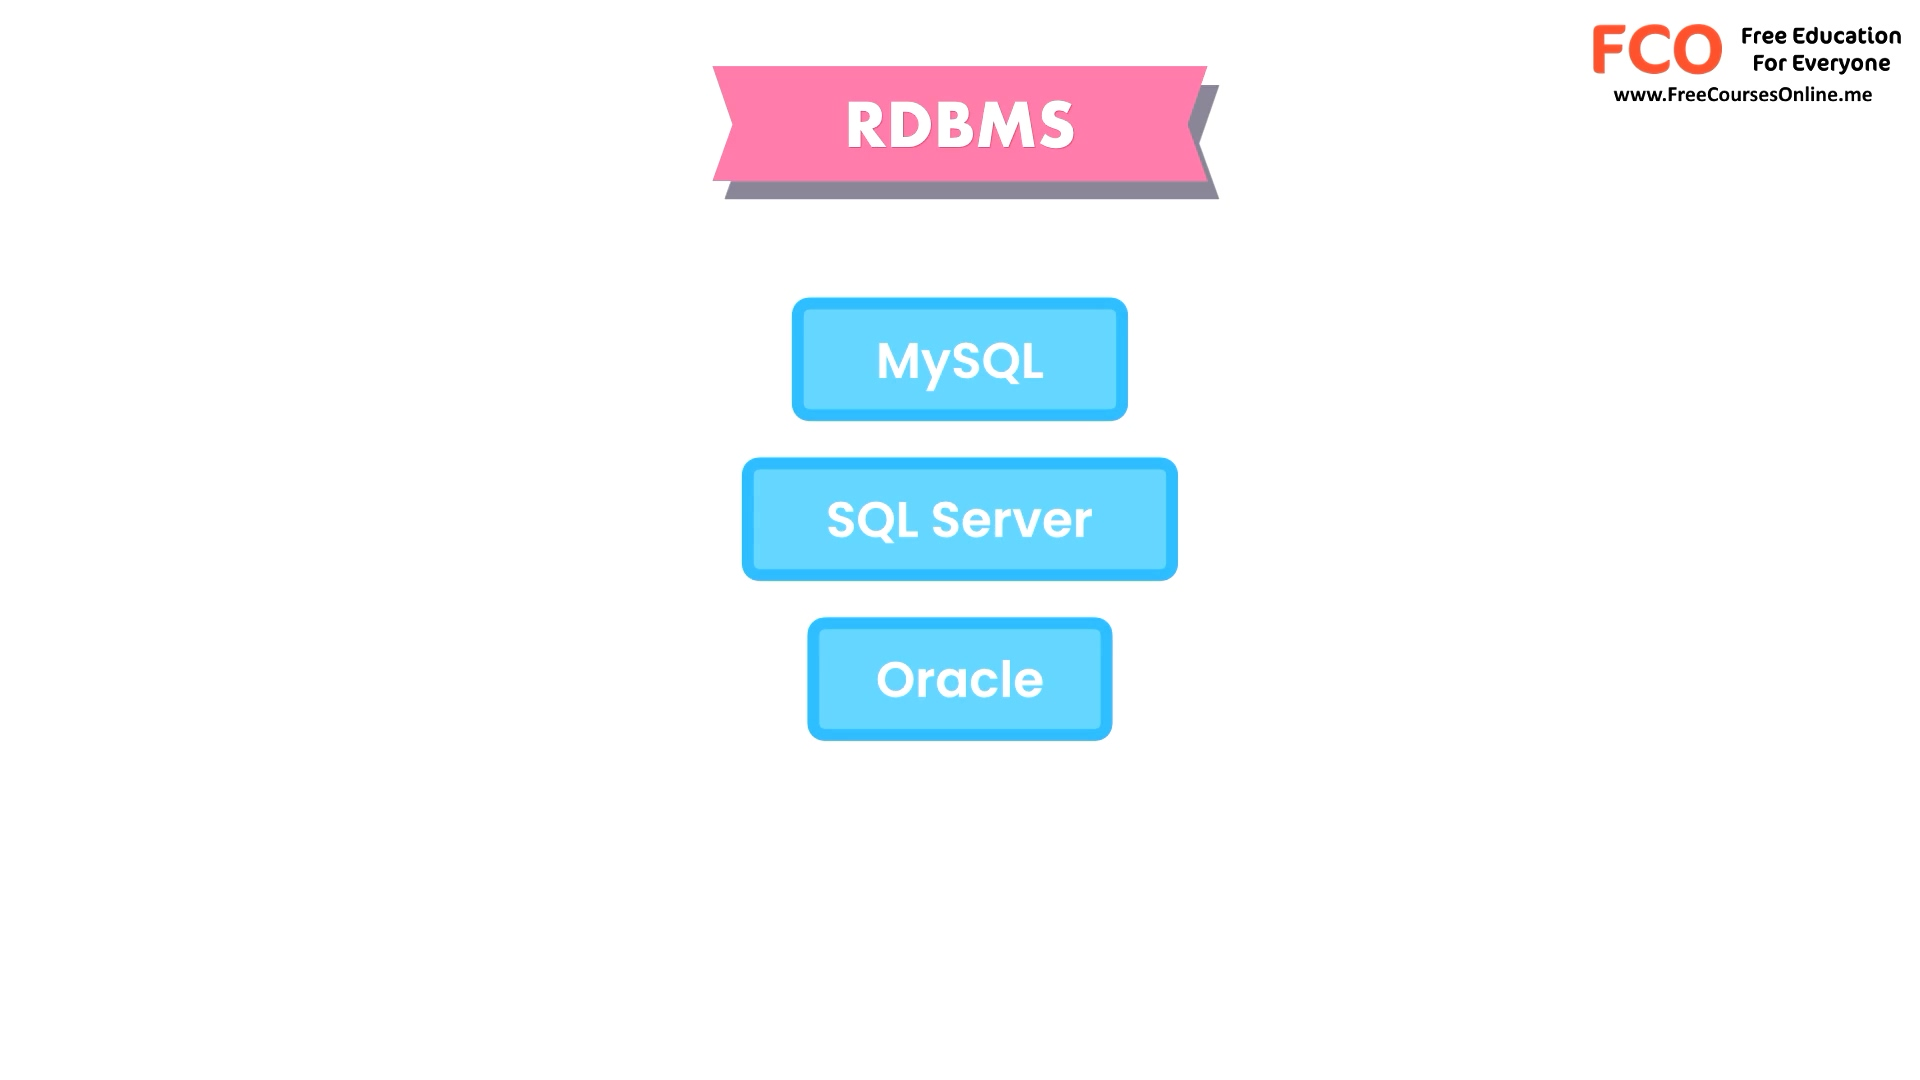 FCO
Free Education
For Everyone
www.FreeCoursesOnline.me
RDBMS
MySQL
SQL Server
Oracle